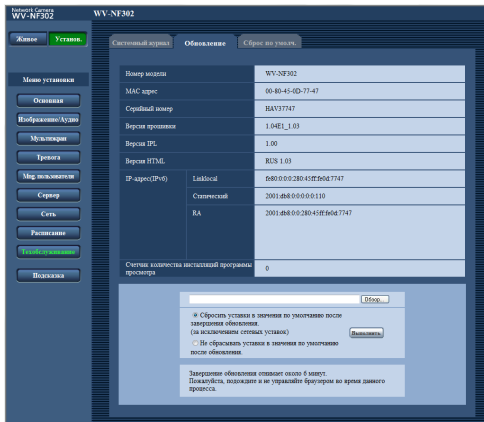 Network Camera
WV-NF302
WV-NF302
Живое
Установ.
Системный журнал
Обновление
Сброс по умолч.
Меню установки
Основная
Изображение/Аудио
Мультиэкран
Тревога
Mng. пользователя
Сервер
Сеть
Расписание
Техобслуживание
Подсказка
Номер модели
WV-NF302
MAC адрес
00-80-45-0D-77-47
Серийный номер
HAV37747
Версия прошивки
1.04E1_1.03
Версия IPL
1.00
Версия HTML
RUS 1.03
IP-адрес(IPv6)
Linklocal
fe80:0:0:0:280:45ff:fe0d:7747
Статический
2001:db8:0:0:0:0:0:110
RA
2001:db8:0:0:280:45ff:fe0d:7747
Счетчик количества инсталляций программы
просмотра
0
Обзор...
Сбросить уставки в значения по умолчанию после
завершения обновления.
(за исключением сетевых уставок)
Выполнить
Не сбрасывать уставки в значения по умолчанию
после обновления.
Завершение обновления отнимает около 6 минут.
Пожалуйста, подождите и не управляйте браузером во время данного
процесса.